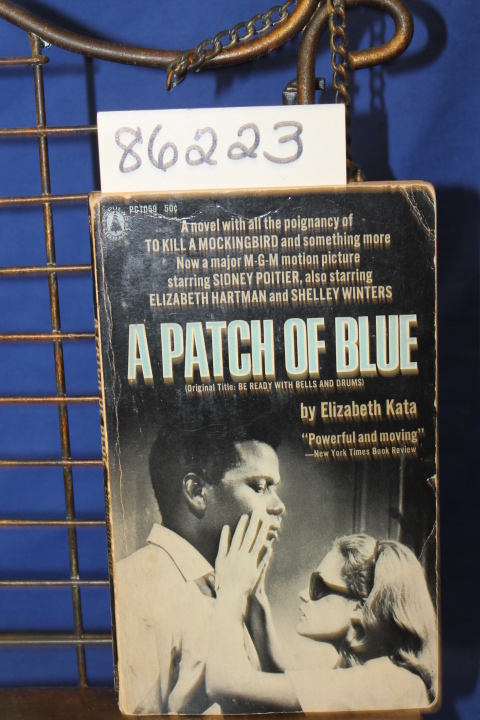 86223
PC1059 50¢
A novel with all the poignancy of
TO KILL A MOCKINGBIRD and something more
Now a major M-G-M motion picture
starring SIDNEY POITIER, also starring
ELIZABETH HARTMAN and SHELLEY WINTERS
A PATCH OF BLUE
(Original Title: BE READY WITH BELLS AND DRUMS)
by Elizabeth Kata
"Powerful and moving"
—New York Times Book Review